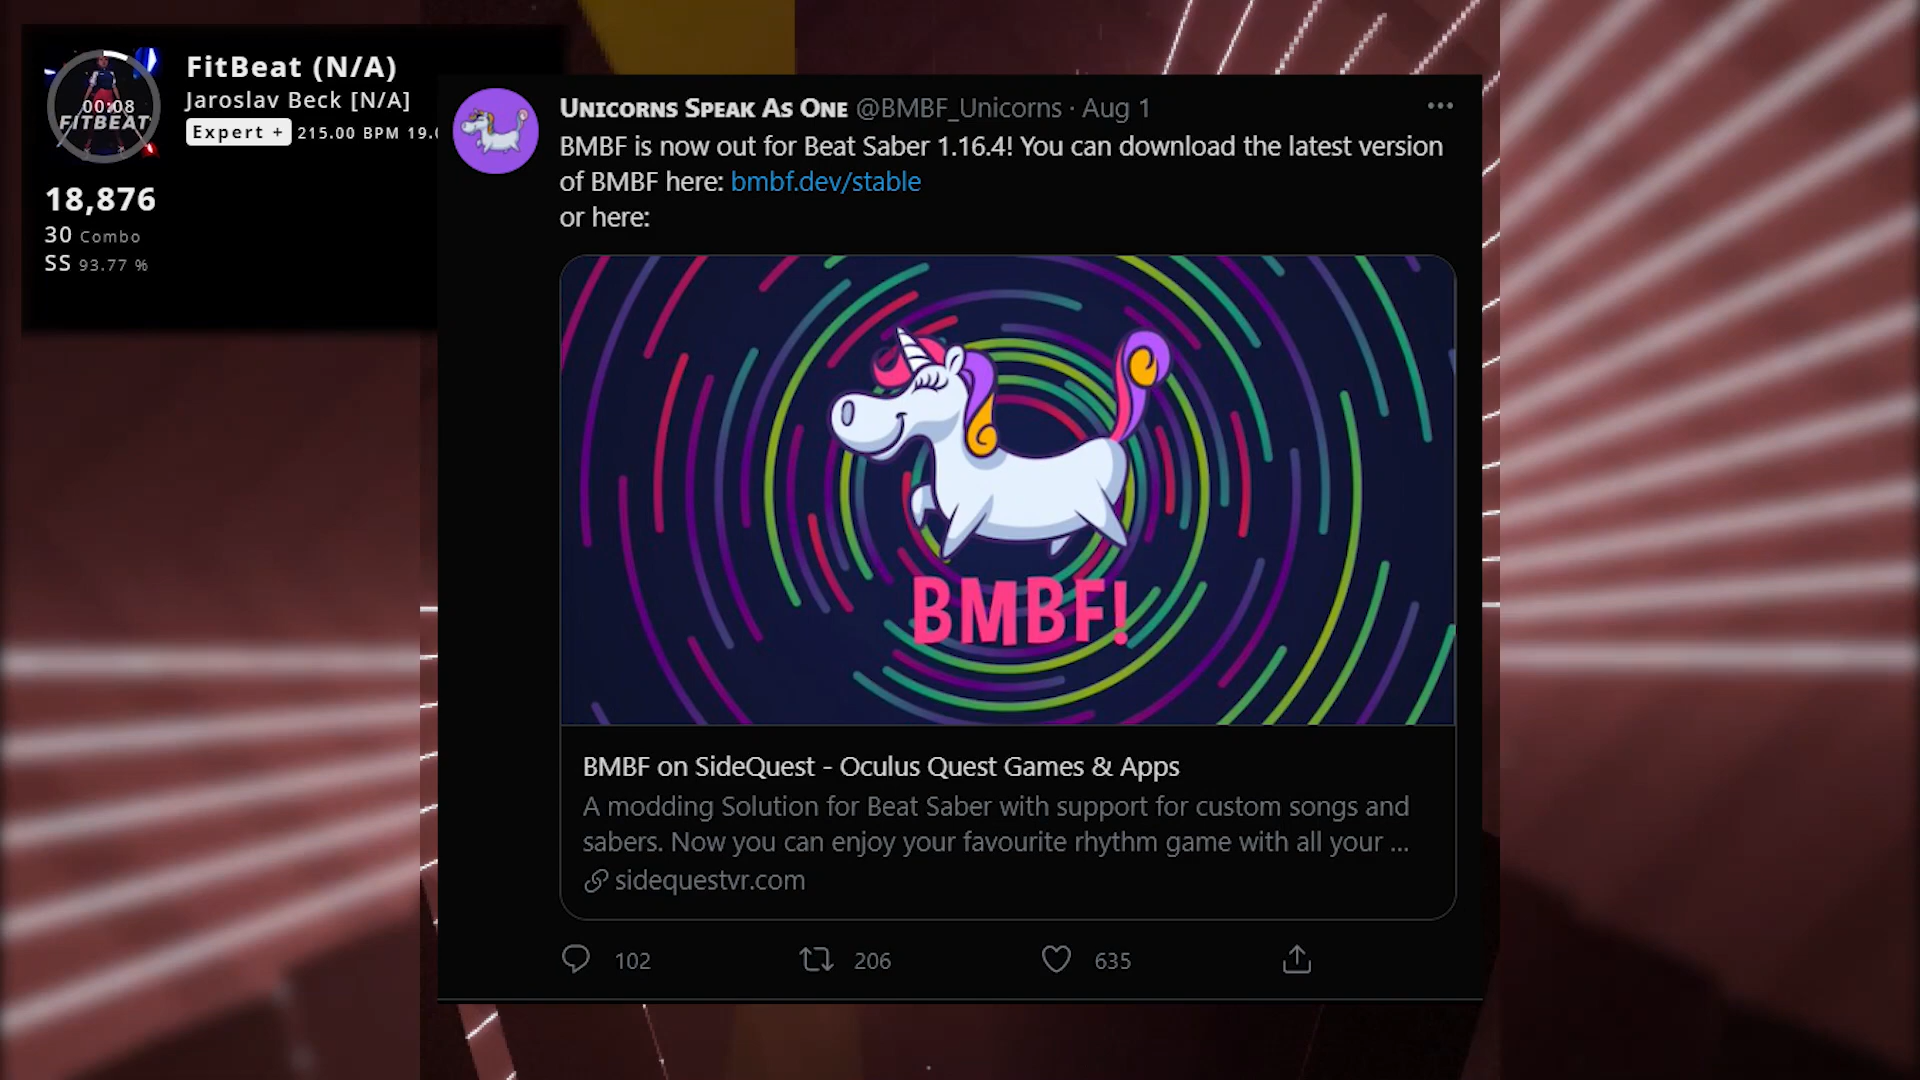 FitBeat (N/A)
Jaroslav Beck [N/A]
00:08
FITBEAT
Expert + 215.00 BPM 19.0
18,876
30 Combo
SS 93.77 %
UNICORNS SPEAK AS ONE @BMBF_Unicorns · Aug 1
BMBF is now out for Beat Saber 1.16.4! You can download the latest version
of BMBF here: bmbf.dev/stable
or here:
BMBF!
BMBF on SideQuest - Oculus Quest Games & Apps
A modding Solution for Beat Saber with support for custom songs and
sabers. Now you can enjoy your favourite rhythm game with all your ...
sidequestvr.com
102 206 635